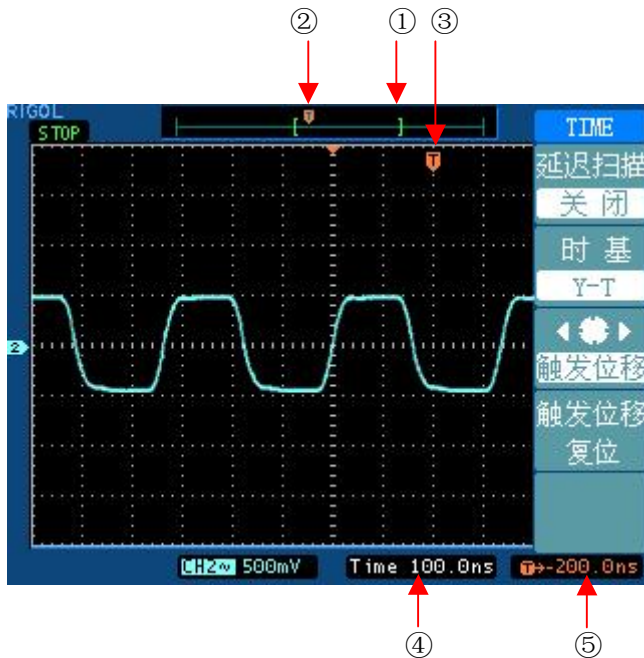 ② ① ③
RIGOL
STOP
T
TIME
T
延迟扫描
关闭
时基
Y-T
2
触发位移
触发位移
复位
CH2~ 500mV
Time 100.0ns
T→-200.0ns
④ ⑤